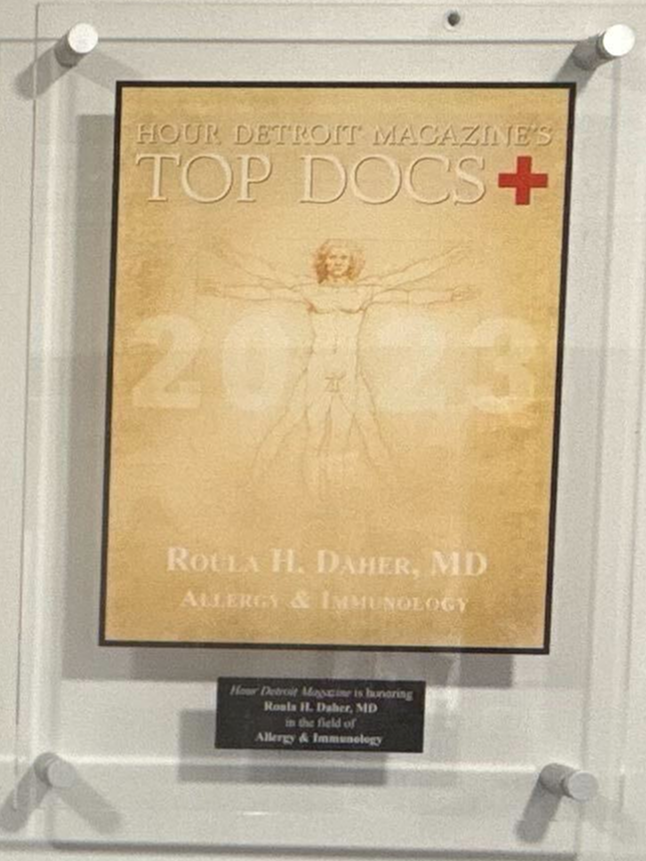 HOUR DETROIT MAGAZINE'S
TOP DOCS
2023
ROULA H. DAHER, MD
ALLERGY & IMMUNOLOGY
Hour Detroit Magazine is honoring
Roula H. Daher, MD
in the field of
Allergy & Immunology